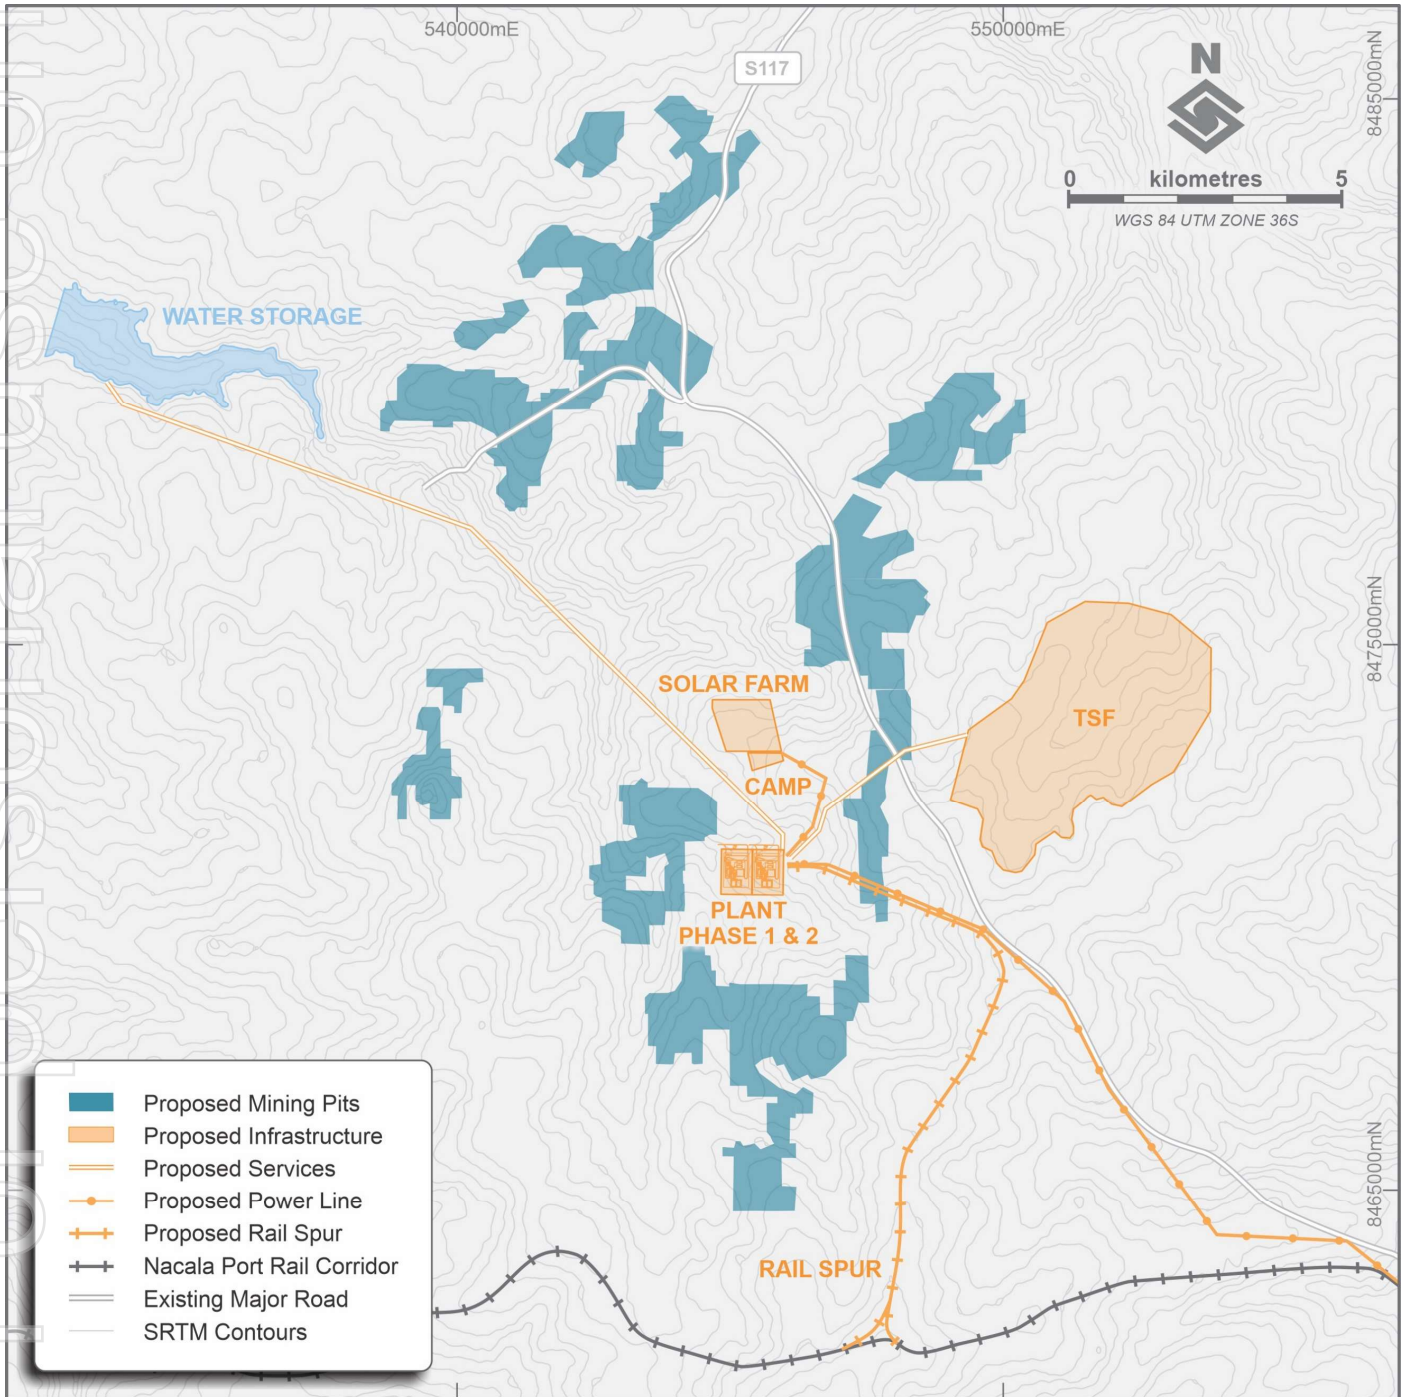 540000mE
550000mE
S117
N
8485000mN
0 kilometres 5
WGS 84 UTM ZONE 36S
WATER STORAGE
8475000mN
SOLAR FARM
TSF
CAMP
PLANT
PHASE 1 & 2
8465000mN
RAIL SPUR
Proposed Mining Pits
Proposed Infrastructure
Proposed Services
Proposed Power Line
Proposed Rail Spur
Nacala Port Rail Corridor
Existing Major Road
SRTM Contours